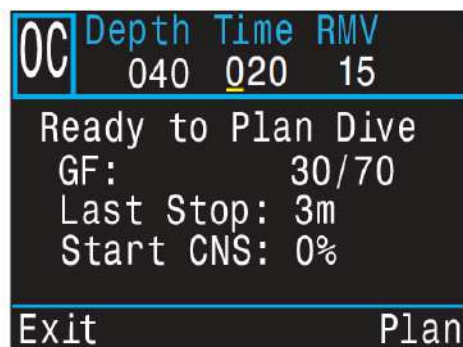 OC Depth Time RMV
040 020 15
Ready to Plan Dive
GF: 30/70
Last Stop: 3m
Start CNS: 0%
Exit Plan